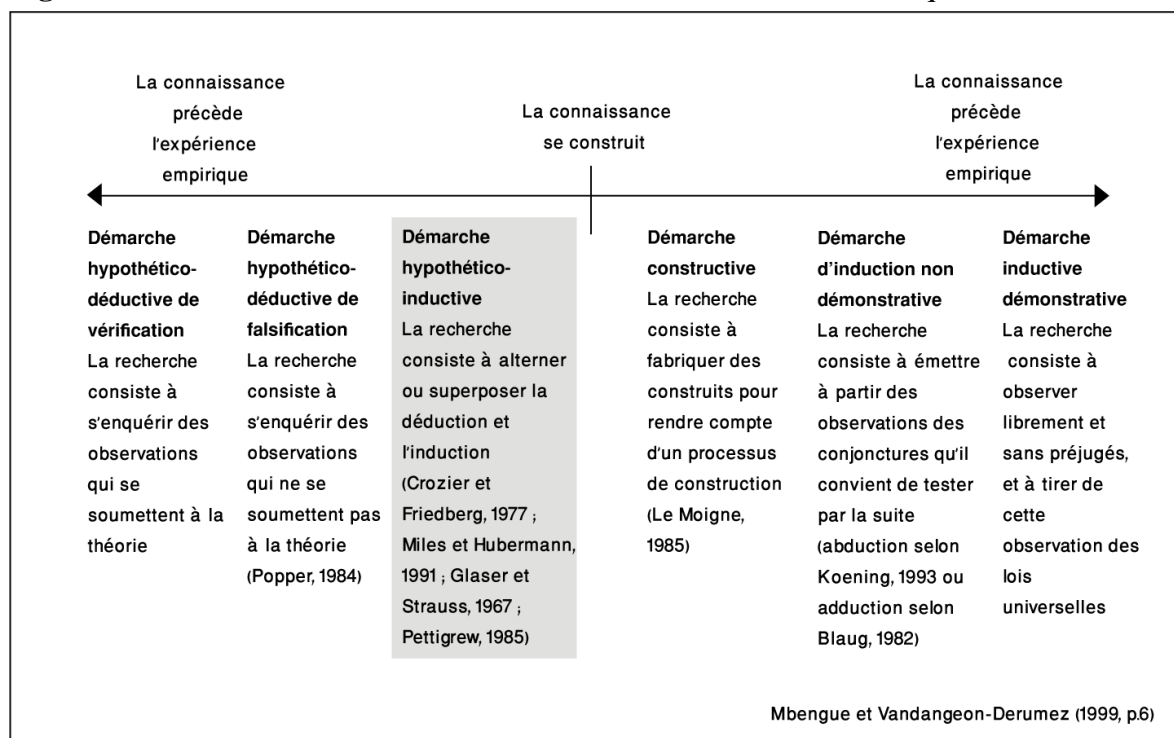 La connaissance
précède
l'expérience
empirique
La connaissance
se construit
La connaissance
précède
l'expérience
empirique
Démarche
hypothético-
déductive de
vérification
La recherche
consiste à
s'enquérir des
observations
qui se
soumettent à la
théorie
Démarche
hypothético-
déductive de
falsification
La recherche
consiste à
s'enquérir des
observations
qui ne se
soumettent pas
à la théorie
(Popper, 1984)
Démarche
hypothético-
inductive
La recherche
consiste à alterner
ou superposer la
déduction et
l'induction
(Crozier et
Friedberg, 1977 ;
Miles et Hubermann,
1991 ; Glaser et
Strauss, 1967 ;
Pettigrew, 1985)
Démarche
constructive
La recherche
consiste à
fabriquer des
construits pour
rendre compte
d'un processus
de construction
(Le Moigne,
1985)
Démarche
d'induction non
démonstrative
La recherche
consiste à émettre
à partir des
observations des
conjonctures qu'il
convient de tester
par la suite
(abduction selon
Koening, 1993 ou
adduction selon
Blaug, 1982)
Démarche
inductive
démonstrative
La recherche
consiste à
observer
librement et
sans préjugés,
et à tirer de
cette
observation des
lois
universelles
Mbengue et Vandangeon-Derumez (1999, p.6)